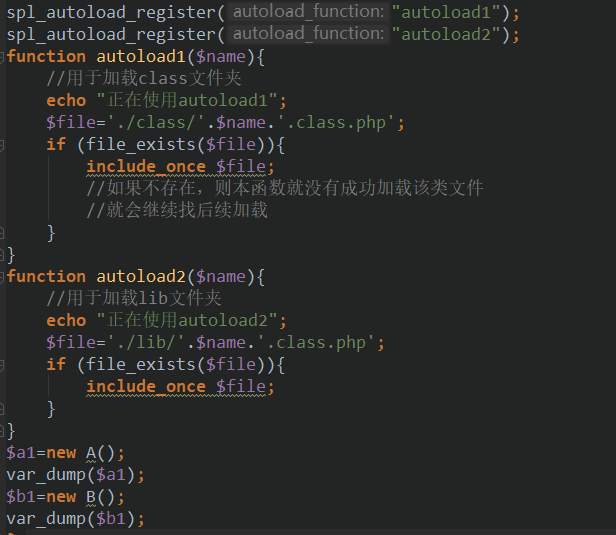 spl_autoload_register( autoload_function: "autoload1");
spl_autoload_register( autoload_function: "autoload2");
function autoload1($name){
    //用于加载class文件夹
    echo "正在使用autoload1";
    $file='./class/'.$name.'.class.php';
    if (file_exists($file)){
        include_once $file;
        //如果不存在，则本函数就没有成功加载该类文件
        //就会继续找后续加载
    }
}
function autoload2($name){
    //用于加载lib文件夹
    echo "正在使用autoload2";
    $file='./lib/'.$name.'.class.php';
    if (file_exists($file)){
        include_once $file;
    }
}
$a1=new A();
var_dump($a1);
$b1=new B();
var_dump($b1);